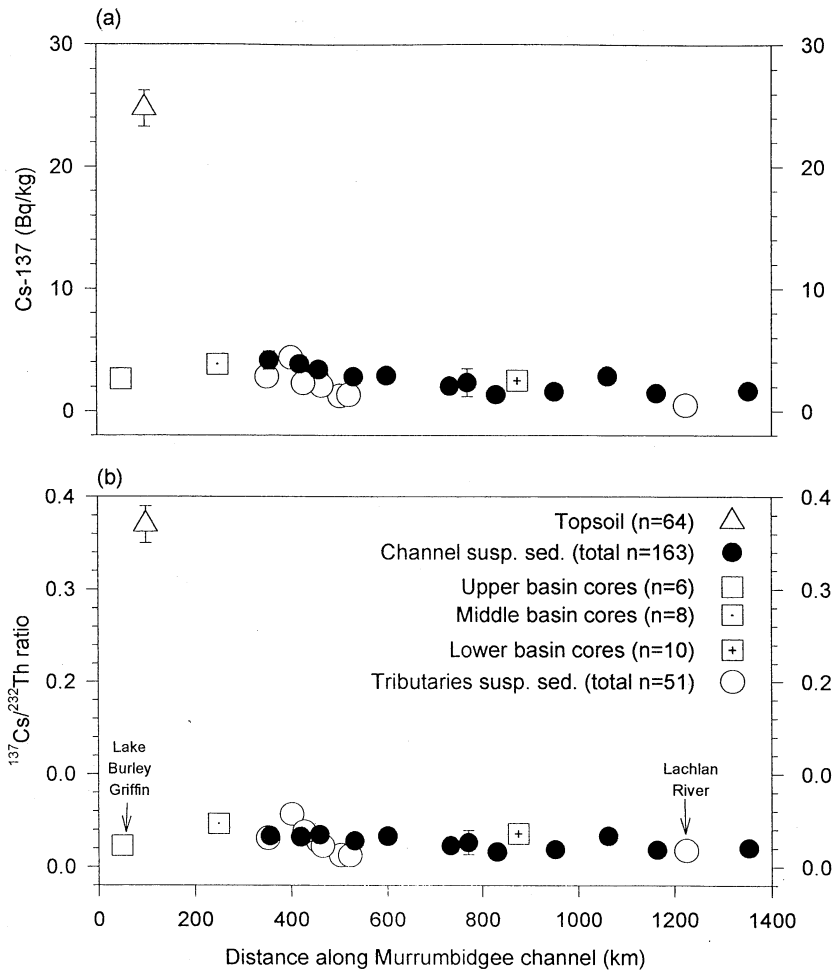 (a)
30
20
10
0
30
20
10
0
Cs-137 (Bq/kg)
(b)
0.4
0.3
0.2
0.0
0.0
0.4
0.3
0.2
0.0
0.0
137Cs/232Th ratio
Topsoil (n=64)
Channel susp. sed. (total n=163)
Upper basin cores (n=6)
Middle basin cores (n=8)
Lower basin cores (n=10)
Tributaries susp. sed. (total n=51)
Lake
Burley
Griffin
Lachlan
River
0 200 400 600 800 1000 1200 1400
Distance along Murrumbidgee channel (km)